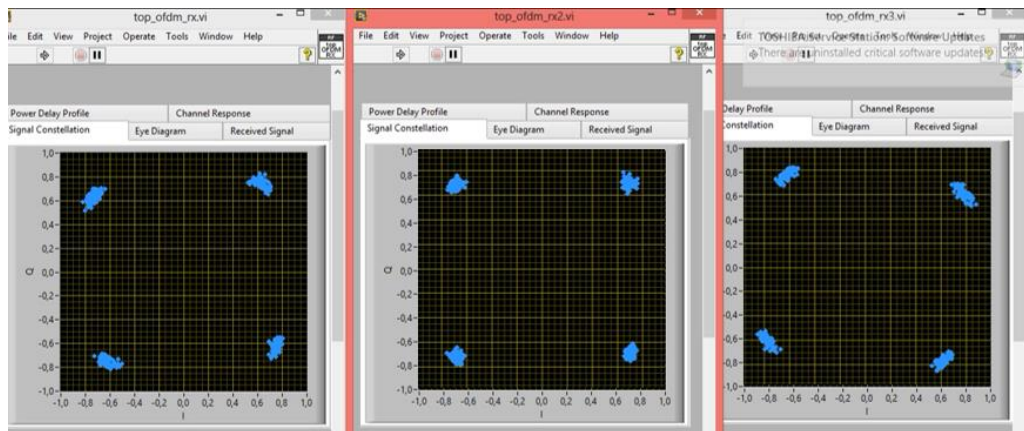 top_ofdm_rx.vi
ile Edit View Project Operate Tools Window Help
Power Delay Profile Channel Response
Signal Constellation Eye Diagram Received Signal
1,0
0,8
0,6
0,4
0,2
0,0
-0,2
-0,4
-0,6
-0,8
-1,0
Q
-1,0 -0,8 -0,6 -0,4 -0,2 0,0 0,2 0,4 0,6 0,8 1,0
I
top_ofdm_rx2.vi
File Edit View Project Operate Tools Window Help
Power Delay Profile Channel Response
Signal Constellation Eye Diagram Received Signal
1,0
0,8
0,6
0,4
0,2
0,0
-0,2
-0,4
-0,6
-0,8
-1,0
Q
-1,0 -0,8 -0,6 -0,4 -0,2 0,0 0,2 0,4 0,6 0,8 1,0
I
top_ofdm_rx3.vi
TOSHIBA Service Station: Software Updates
There are uninstalled critical software updates
Edit
Delay Profile Channel Response
Constellation Eye Diagram Received Signal
1,0
0,8
0,6
0,4
0,2
0,0
-0,2
-0,4
-0,6
-0,8
-1,0
-1,0 -0,8 -0,6 -0,4 -0,2 0,0 0,2 0,4 0,6 0,8 1,0
I